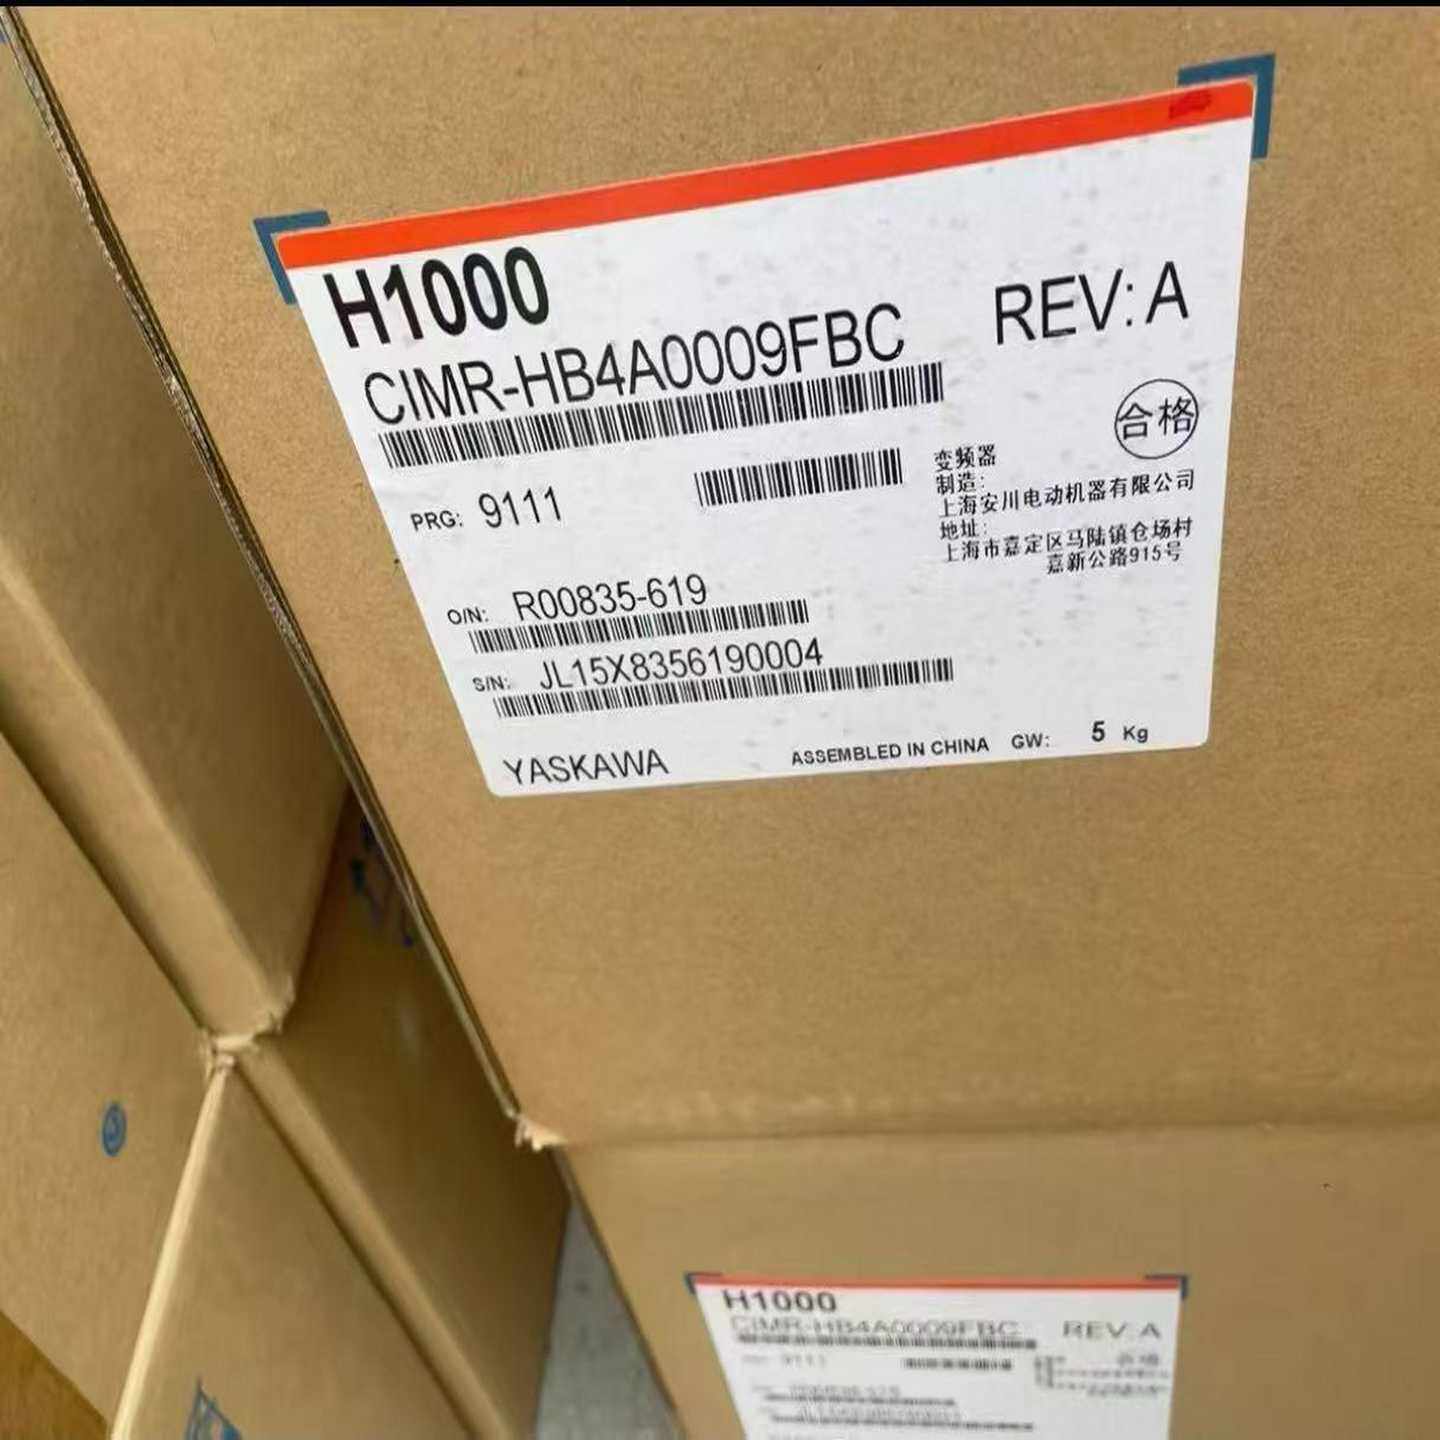 H1000
CIMR-HB4A0009FBC
REV: A
合格
PRG: 9111
变频器
制造:
上海安川电动机器有限公司
地址:
上海市嘉定区马陆镇仓场村
嘉新公路915号
O/N: R00835-619
S/N: JL15X8356190004
YASKAWA
ASSEMBLED IN CHINA GW: 5 Kg
H1000
CIMR-HB4A0009FBC
REV: A
9111